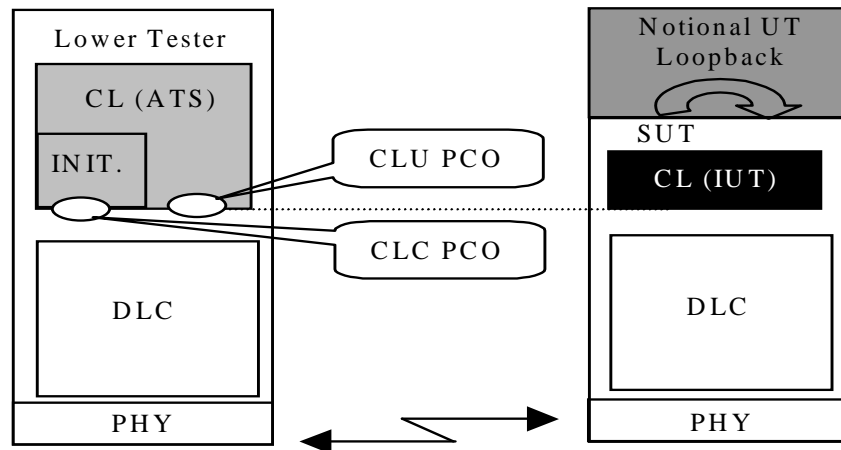 Lower Tester
CL (ATS)
INIT.
DLC
PHY
CLU PCO
CLC PCO
Notional UT
Loopback
SUT
CL (IUT)
DLC
PHY